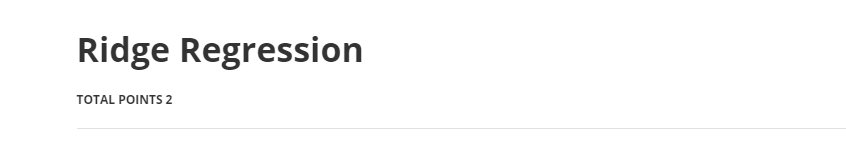 Ridge Regression
TOTAL POINTS 2